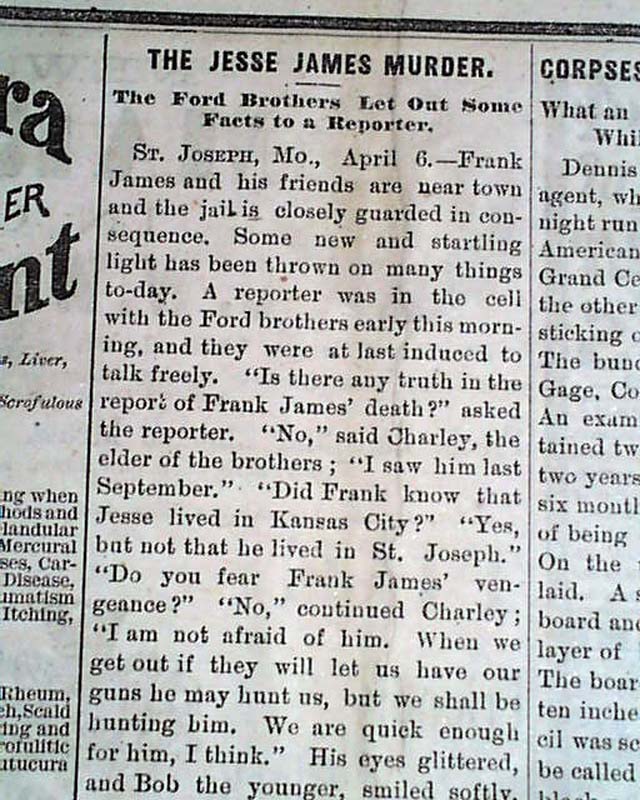 ra
ER
nt
s, Liver,
Scrofulous
ng when
hods and
landular
Mercural
ses, Car-
Disease,
umatism
Itching,
Rheum,
eh, Scald
ing and
rofulitic
utucura
THE JESSE JAMES MURDER.
The Ford Brothers Let Out Some
Facts to a Reporter.
ST. JOSEPH, Mo., April 6.—Frank
James and his friends are near town
and the jail is closely guarded in con-
sequence. Some new and startling
light has been thrown on many things
to-day. A reporter was in the cell
with the Ford brothers early this morn-
ing, and they were at last induced to
talk freely. "Is there any truth in the
report of Frank James' death?" asked
the reporter. "No," said Charley, the
elder of the brothers; "I saw him last
September." "Did Frank know that
Jesse lived in Kansas City?" "Yes,
but not that he lived in St. Joseph."
"Do you fear Frank James' ven-
geance?" "No," continued Charley;
"I am not afraid of him. When we
get out if they will let us have our
guns he may hunt us, but we shall be
hunting him. We are quick enough
for him, I think." His eyes glittered,
and Bob the younger, smiled softly.
CORPSES
What an
Whil
Dennis
agent, wh
night run
American
Grand Ce
the other
sticking o
The bund
Gage, Co
An exam
tained tw
two years
six month
of being
On the
laid. A s
board and
layer of
The boar
ten inche
cil was sc
be called